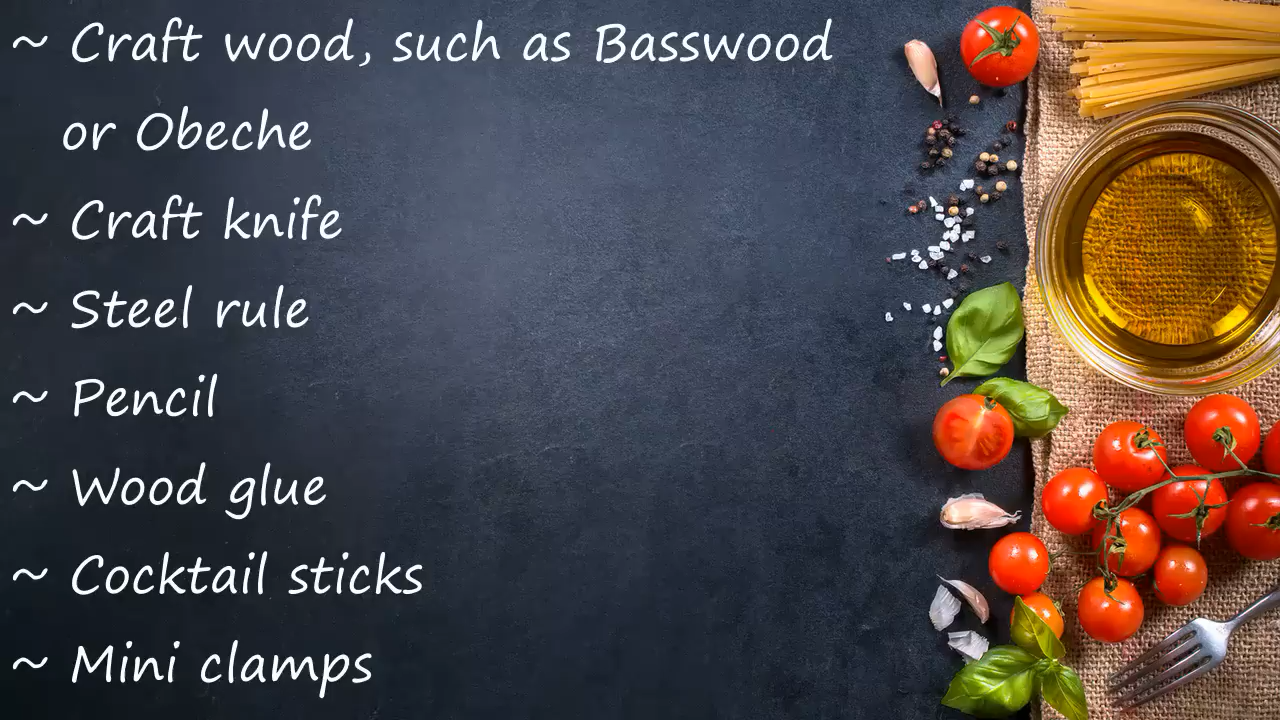 ~ Craft wood, such as Basswood
or Obeche
~ Craft knife
~ Steel rule
~ Pencil
~ Wood glue
~ Cocktail sticks
~ Mini clamps